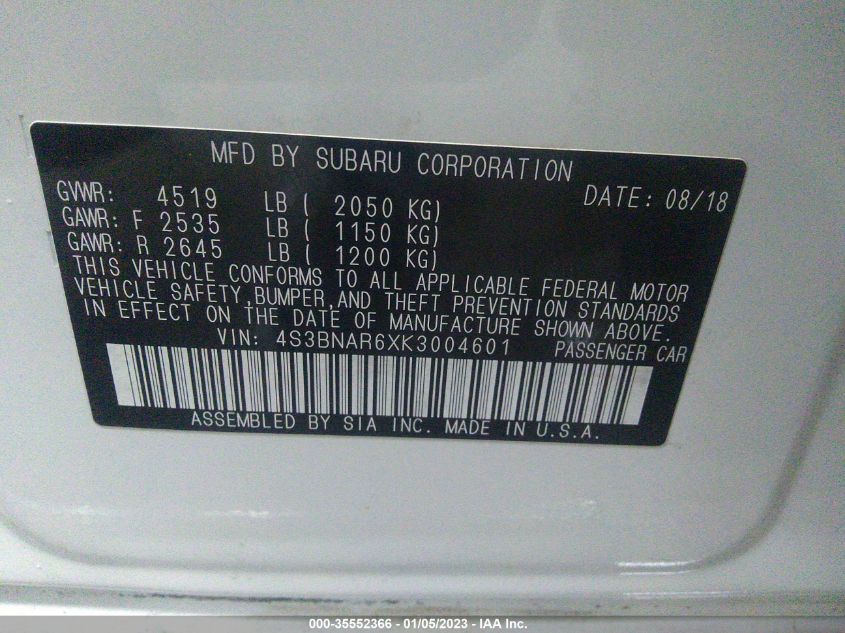 MFD BY SUBARU CORPORATION
DATE: 08/18
GVWR: 4519 LB ( 2050 KG)
GAWR: F 2535 LB ( 1150 KG)
GAWR: R 2645 LB ( 1200 KG)
THIS VEHICLE CONFORMS TO ALL APPLICABLE FEDERAL MOTOR
VEHICLE SAFETY,BUMPER,AND THEFT PREVENTION STANDARDS
IN EFFECT ON THE DATE OF MANUFACTURE SHOWN ABOVE.
VIN: 4S3BNAR6XK3004601 PASSENGER CAR
ASSEMBLED BY SIA INC. MADE IN U.S.A.
000-35552366 - 01/05/2023 - IAA Inc.